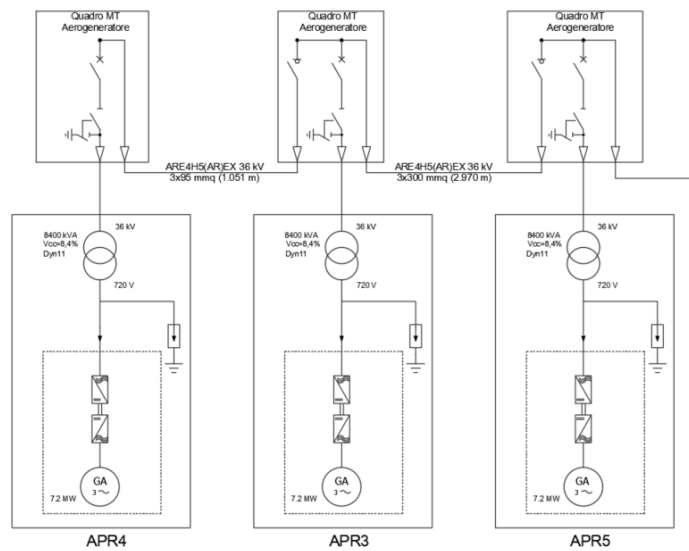 Quadro MT
Aerogeneratore
Quadro MT
Aerogeneratore
Quadro MT
Aerogeneratore
ARE4H5(AR)EX 36 kV
3x95 mmq (1.051 m)
ARE4H5(AR)EX 36 kV
3x300 mmq (2.970 m)
36 kV
8400 kVA
Vcc=8,4%
Dyn11
720 V
36 kV
8400 kVA
Vcc=8,4%
Dyn11
720 V
36 kV
8400 kVA
Vcc=8,4%
Dyn11
720 V
GA
3
7.2 MW
GA
3
7.2 MW
GA
3
7.2 MW
APR4
APR3
APR5